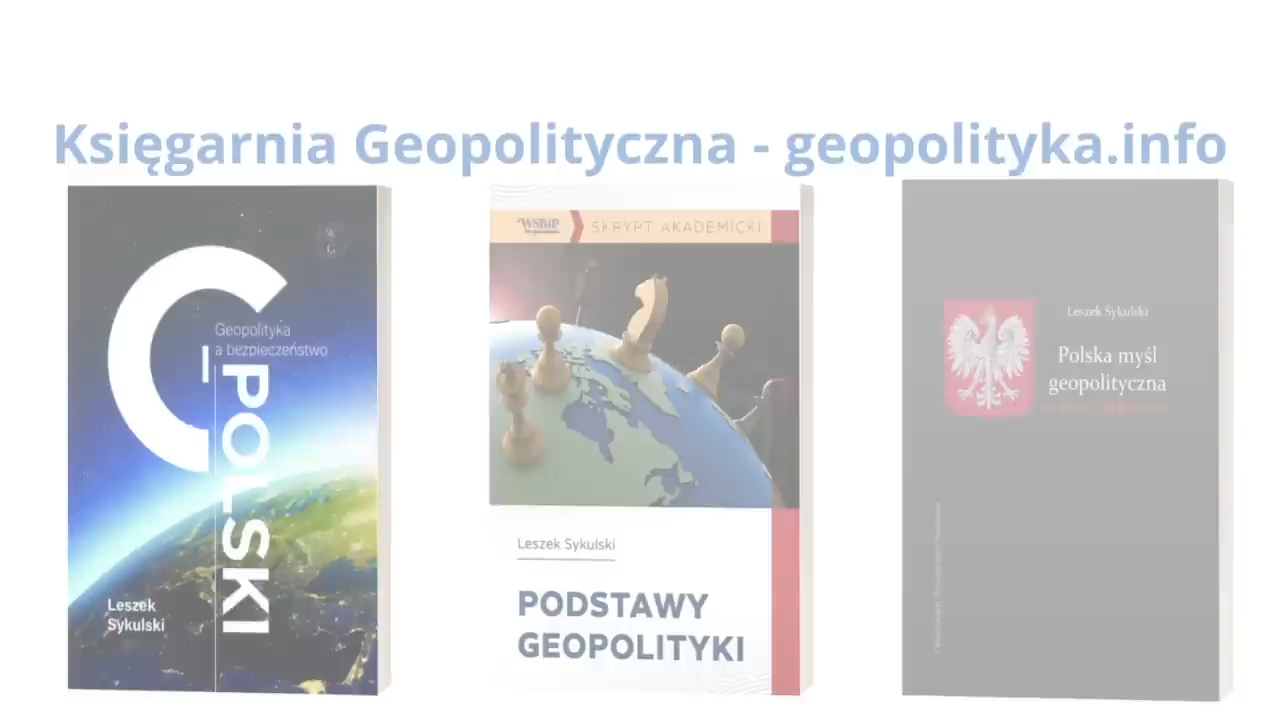 Księgarnia Geopolityczna - geopolityka.info
W
G
Geopolityka
a bezpieczeństwo
POLSKI
Leszek
Sykulski
WSBiP
SKRYPT AKADEMICKI
Leszek Sykulski
PODSTAWY
GEOPOLITYKI
Leszek Sykulski
Polska myśl
geopolityczna